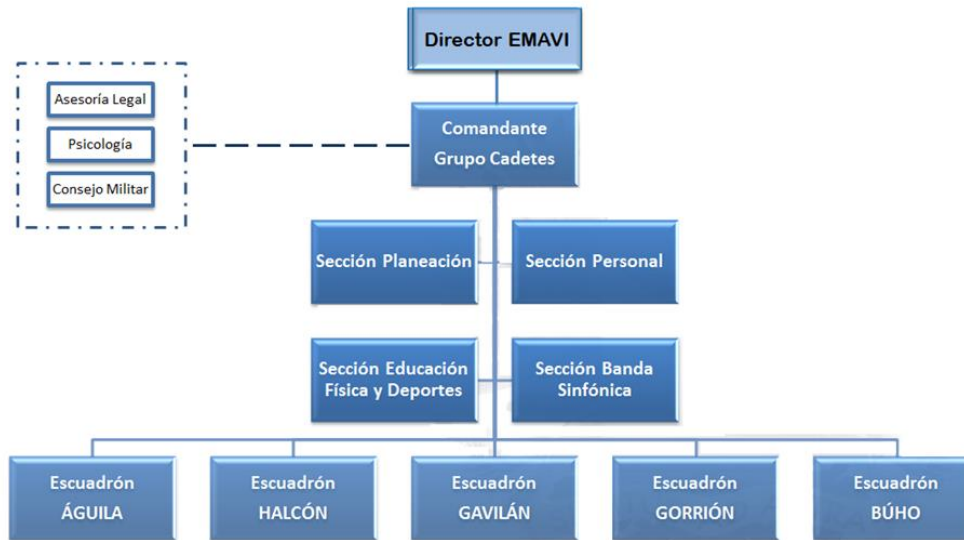 Director EMAVI
Asesoría Legal
Psicología
Consejo Militar
Comandante
Grupo Cadetes
Sección Planeación
Sección Personal
Sección Educación
Física y Deportes
Sección Banda
Sinfónica
Escuadrón
ÁGUILA
Escuadrón
HALCÓN
Escuadrón
GAVILÁN
Escuadrón
GORRIÓN
Escuadrón
BÚHO